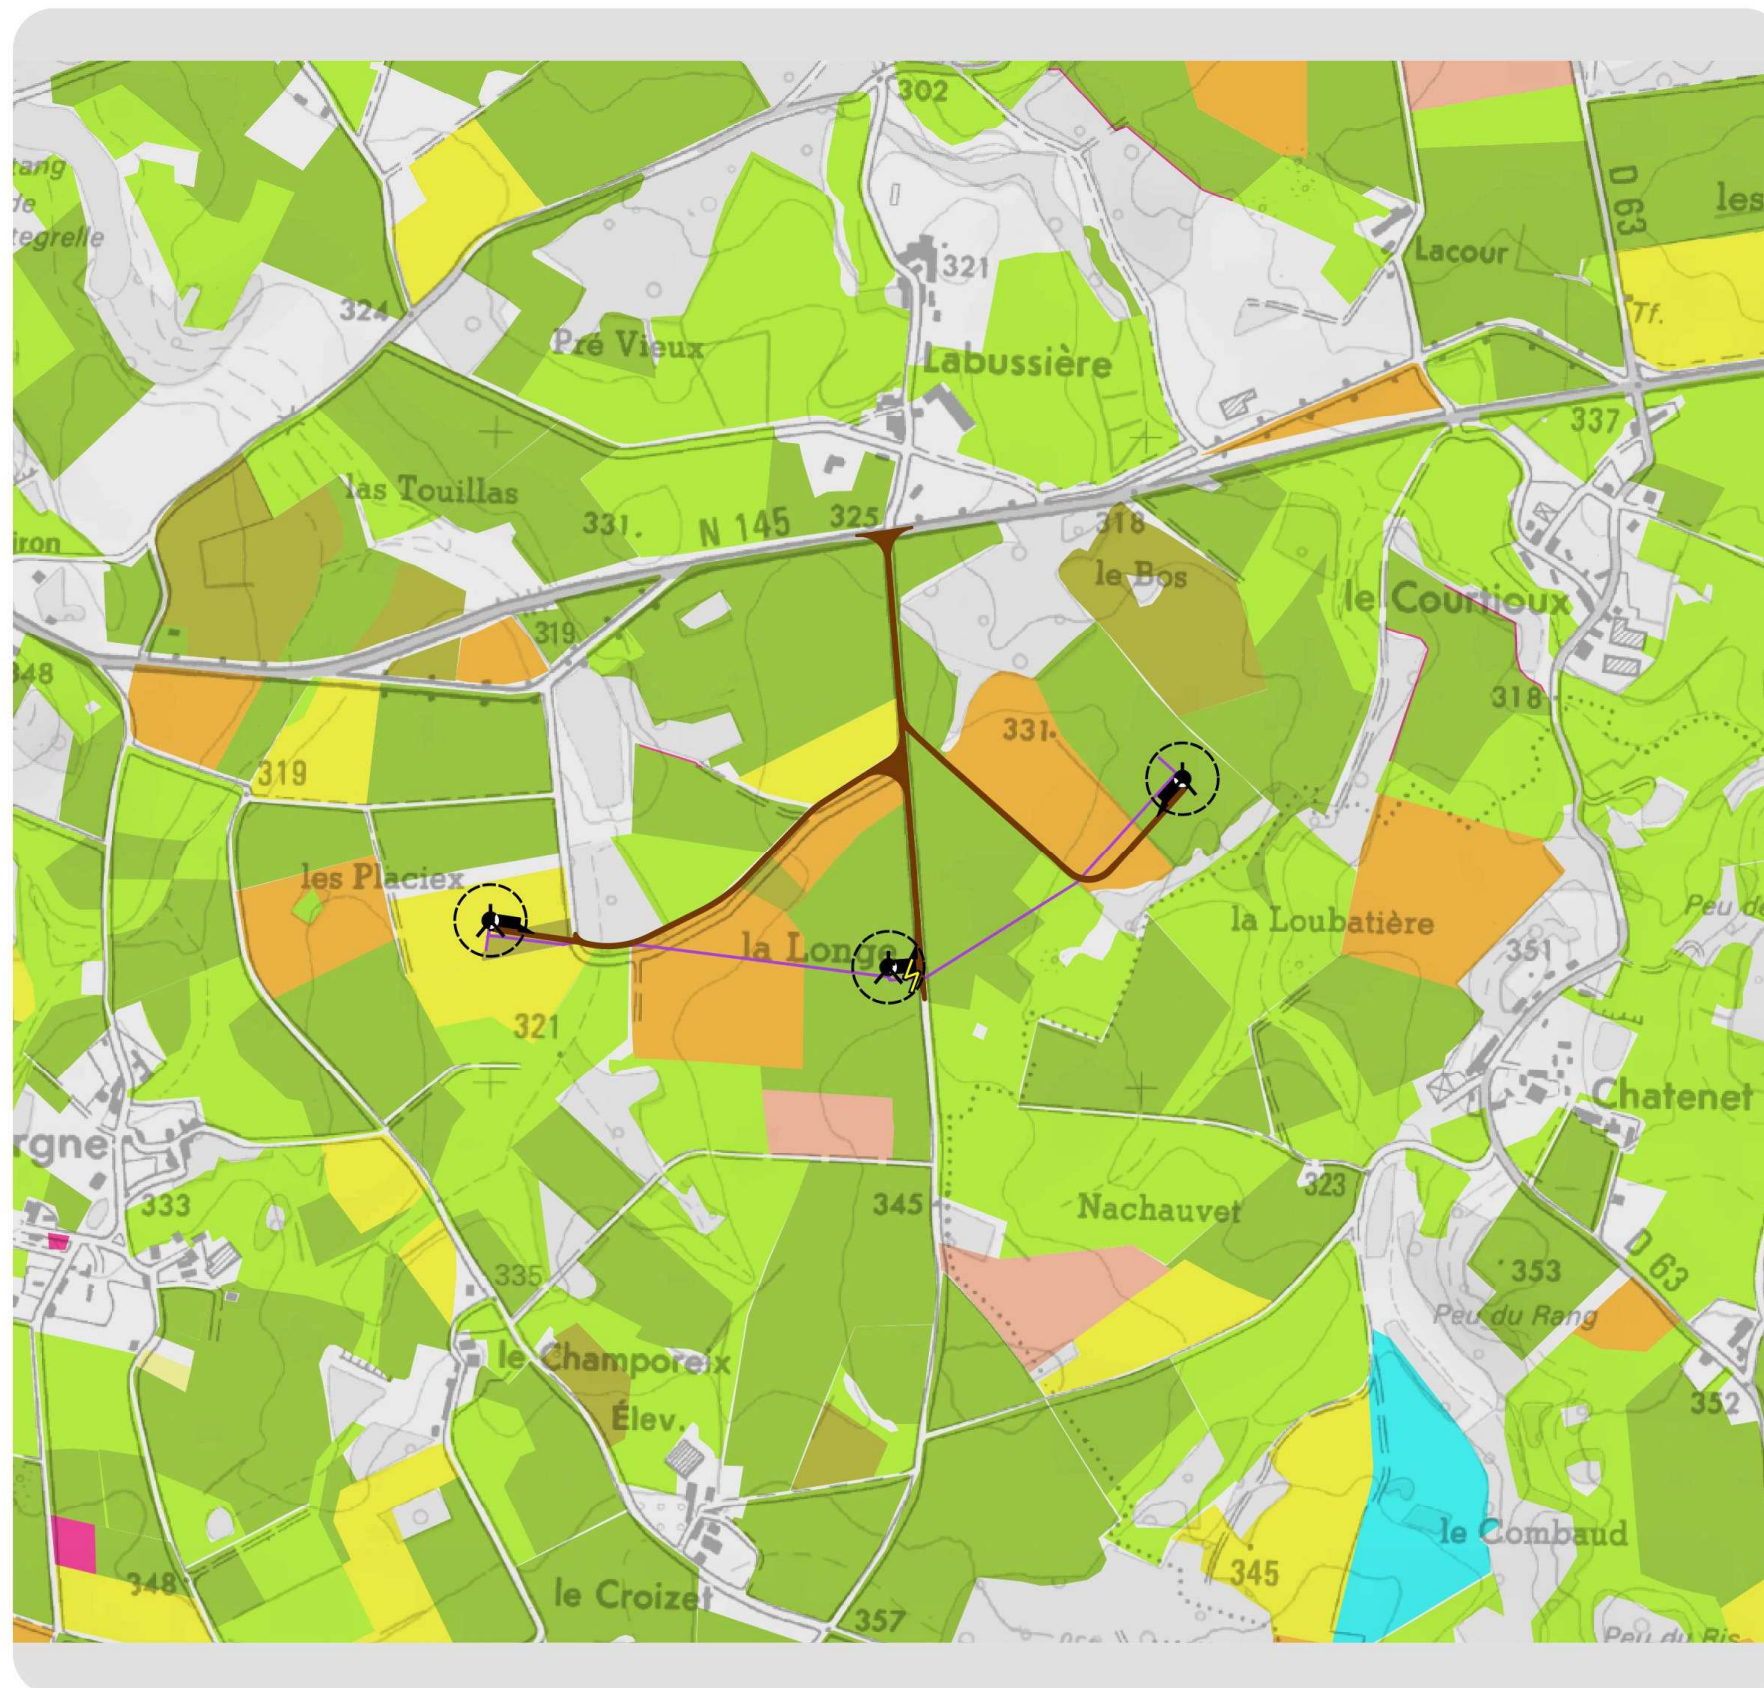 302
tang
de
tegrelle
D 63
les
321
Lacour
324
Tf.
Pré Vieux
Labussière
337
las Touillas
331.
N 145
325
318
iron
le Bos
le Courtioux
319
348
318
331.
319
les Placiex
la Loubatière
Peu de
la Longe
351
321
Chatenet
rgne
323
333
345
Nachauvet
335
353
D 63
Peu du Rang
le Champoreix
352
Élev.
le Combaud
348
345
le Croizet
357
Peu du Ris